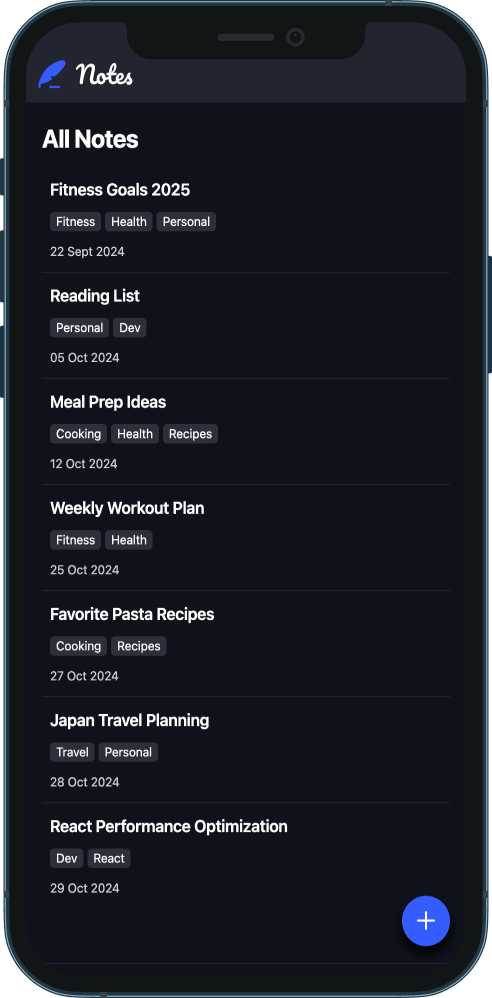 Notes
All Notes
Fitness Goals 2025
Fitness Health Personal
22 Sept 2024
Reading List
Personal Dev
05 Oct 2024
Meal Prep Ideas
Cooking Health Recipes
12 Oct 2024
Weekly Workout Plan
Fitness Health
25 Oct 2024
Favorite Pasta Recipes
Cooking Recipes
27 Oct 2024
Japan Travel Planning
Travel Personal
28 Oct 2024
React Performance Optimization
Dev React
29 Oct 2024